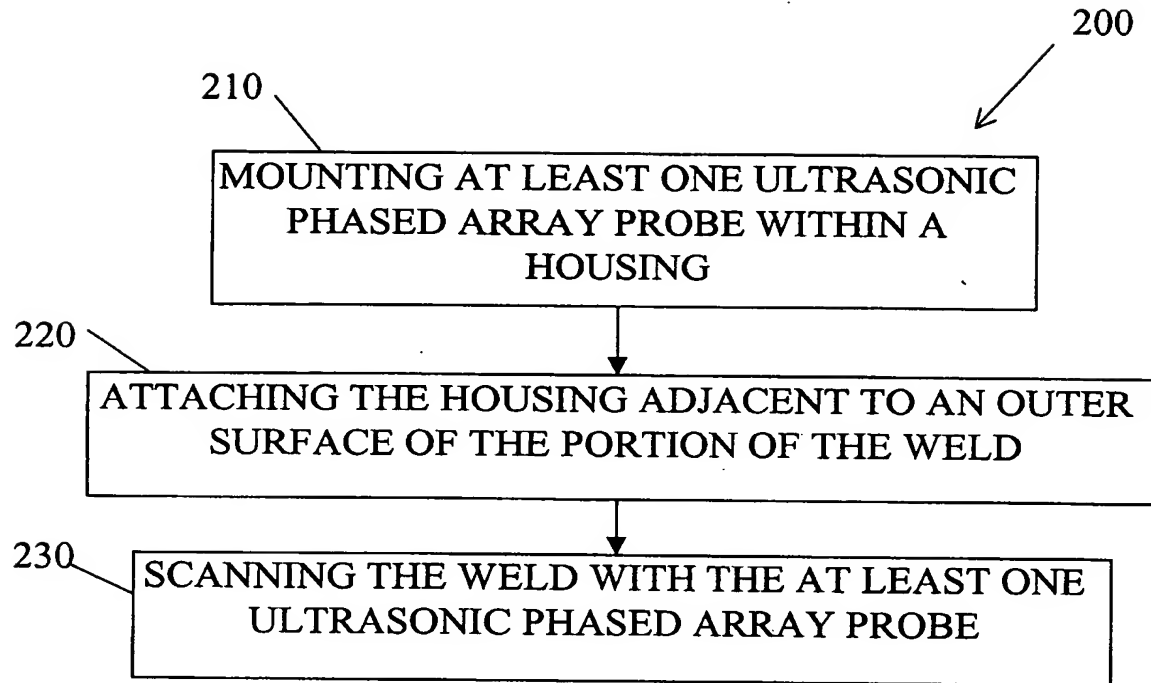 200
210
MOUNTING AT LEAST ONE ULTRASONIC
PHASED ARRAY PROBE WITHIN A
HOUSING
220
ATTACHING THE HOUSING ADJACENT TO AN OUTER
SURFACE OF THE PORTION OF THE WELD
230
SCANNING THE WELD WITH THE AT LEAST ONE
ULTRASONIC PHASED ARRAY PROBE